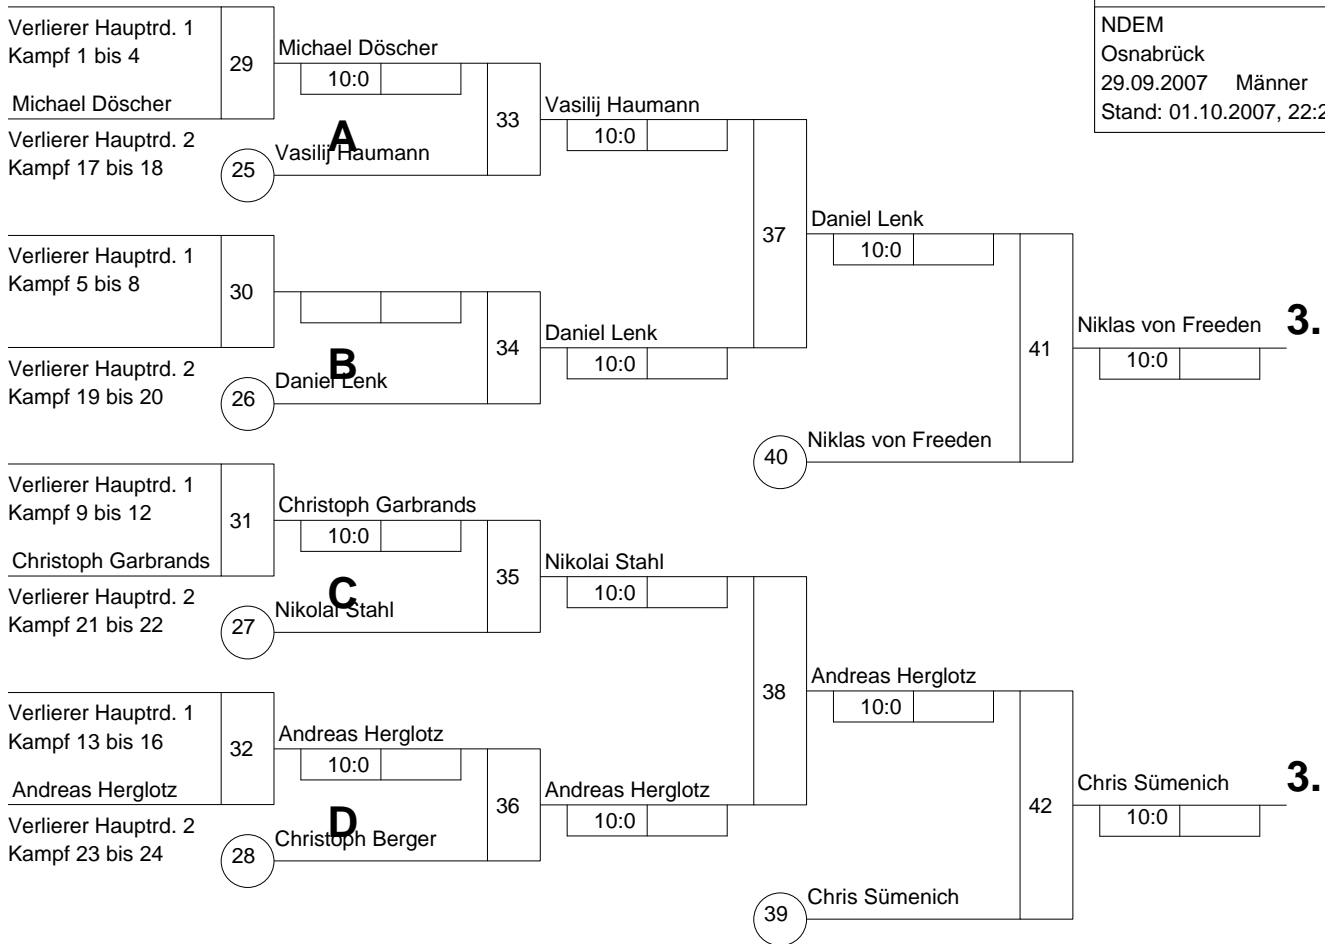 NDEM
Osnabrück
29.09.2007 Männer
Stand: 01.10.2007, 22:2
Verlierer Hauptrd. 1
Kampf 1 bis 4
29
Michael Döscher
10:0
Michael Döscher
Verlierer Hauptrd. 2
Kampf 17 bis 18
A
25
Vasilij Haumann
33
Vasilij Haumann
10:0
Verlierer Hauptrd. 1
Kampf 5 bis 8
30
Verlierer Hauptrd. 2
Kampf 19 bis 20
B
26
Daniel Lenk
34
Daniel Lenk
10:0
37
Daniel Lenk
10:0
40
Niklas von Freeden
41
Niklas von Freeden
10:0
3.
Verlierer Hauptrd. 1
Kampf 9 bis 12
31
Christoph Garbrands
10:0
Christoph Garbrands
Verlierer Hauptrd. 2
Kampf 21 bis 22
C
27
Nikolai Stahl
35
Nikolai Stahl
10:0
Verlierer Hauptrd. 1
Kampf 13 bis 16
32
Andreas Herglotz
10:0
Andreas Herglotz
Verlierer Hauptrd. 2
Kampf 23 bis 24
D
28
Christoph Berger
36
Andreas Herglotz
10:0
38
Andreas Herglotz
10:0
39
Chris Sümenich
42
Chris Sümenich
10:0
3.